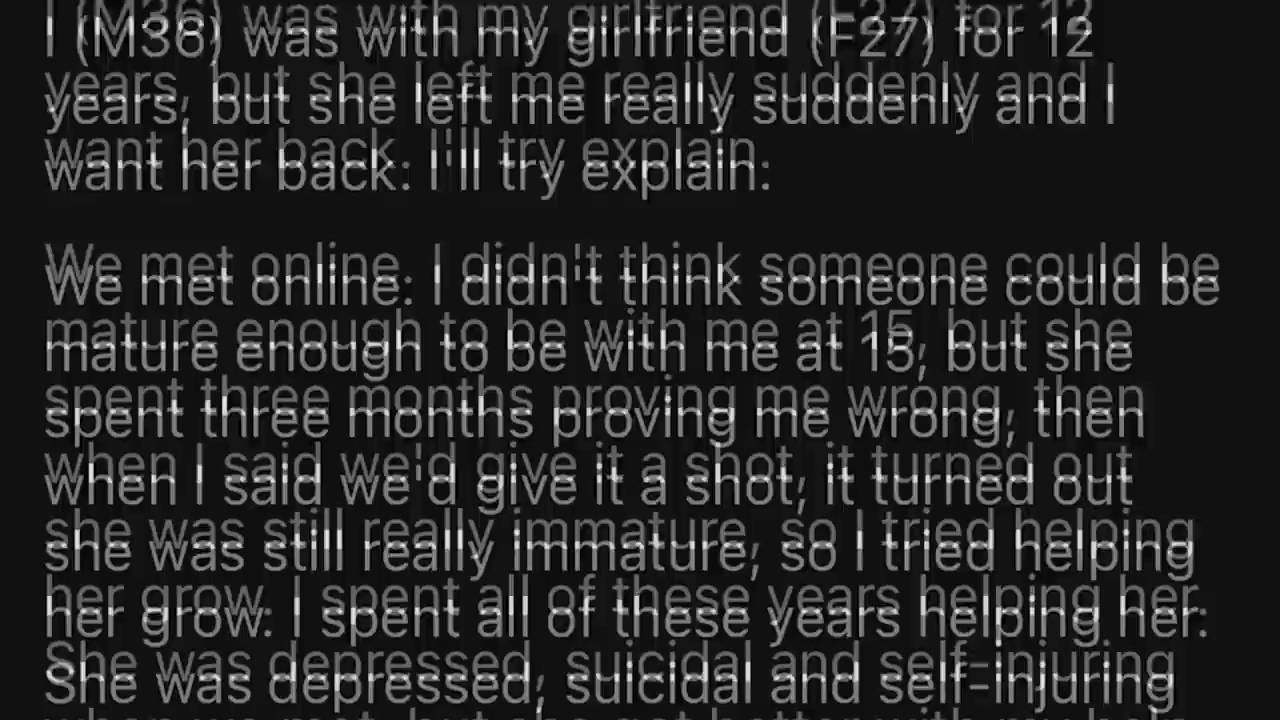 I (M36) was with my girlfriend (F27) for 12
years, but she left me really suddenly and I
want her back. I'll try explain:
We met online. I didn't think someone could be
mature enough to be with me at 15, but she
spent three months proving me wrong, then
when I said we'd give it a shot, it turned out
she was still really immature, so I tried helping
her grow. I spent all of these years helping her.
She was depressed, suicidal and self-injuring